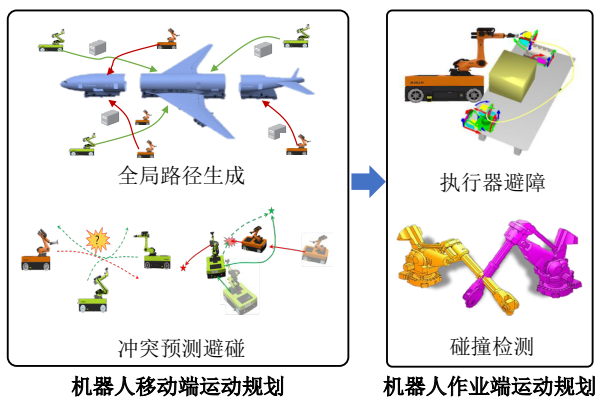 全局路径生成
?
冲突预测避碰
机器人移动端运动规划
执行器避障
碰撞检测
机器人作业端运动规划